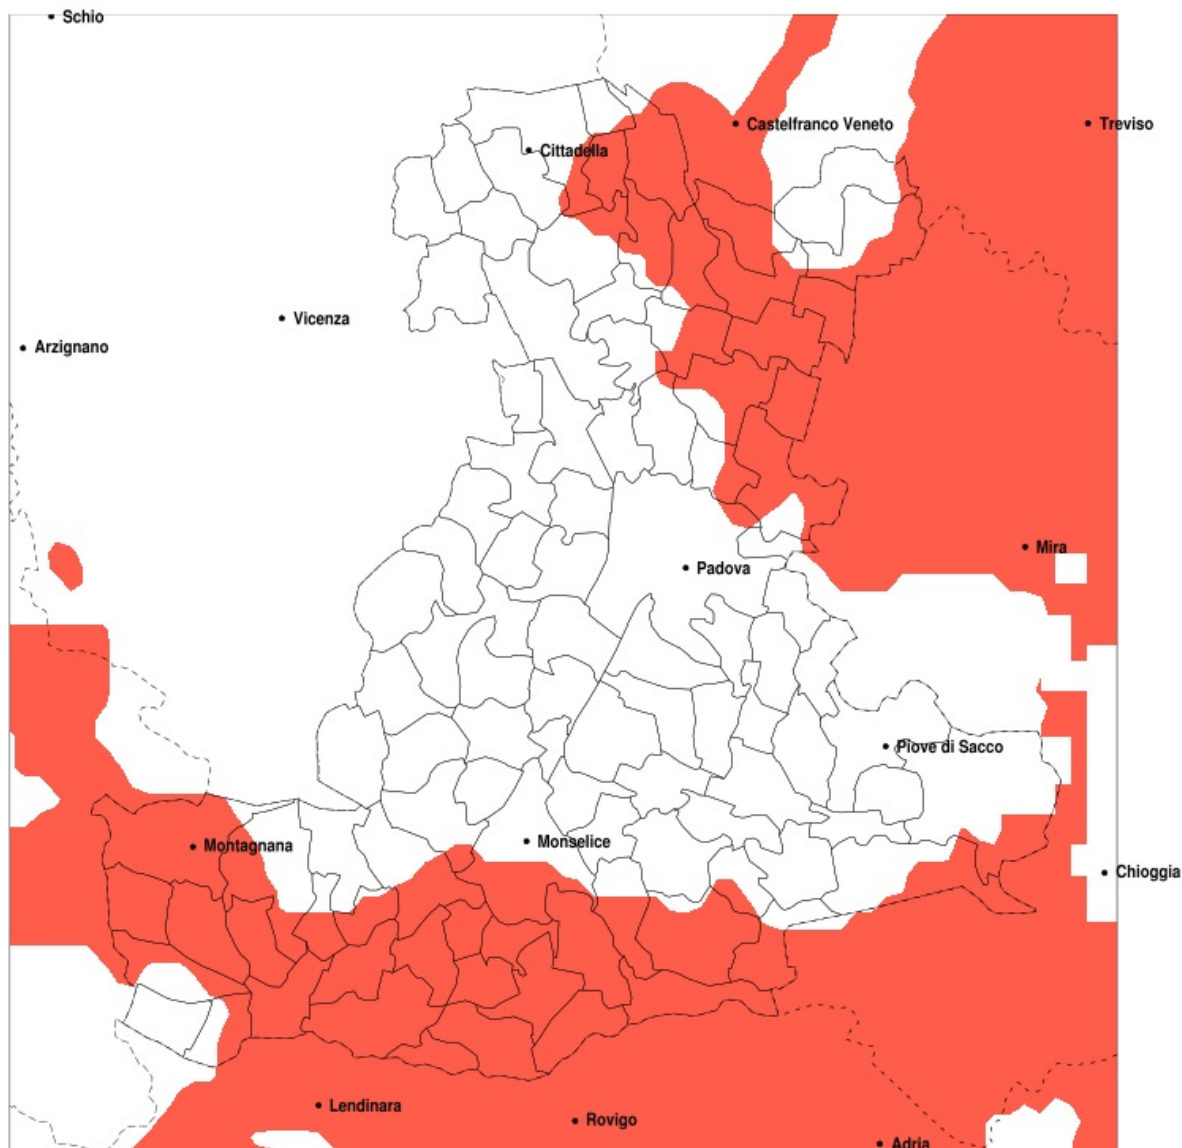 Schio
Castelfranco Veneto
Treviso
Cittadella
Vicenza
Arzignano
Mira
Padova
Piove di Sacco
Montagnana
Monselice
Chioggia
Lendinara
Rovigo
Adria